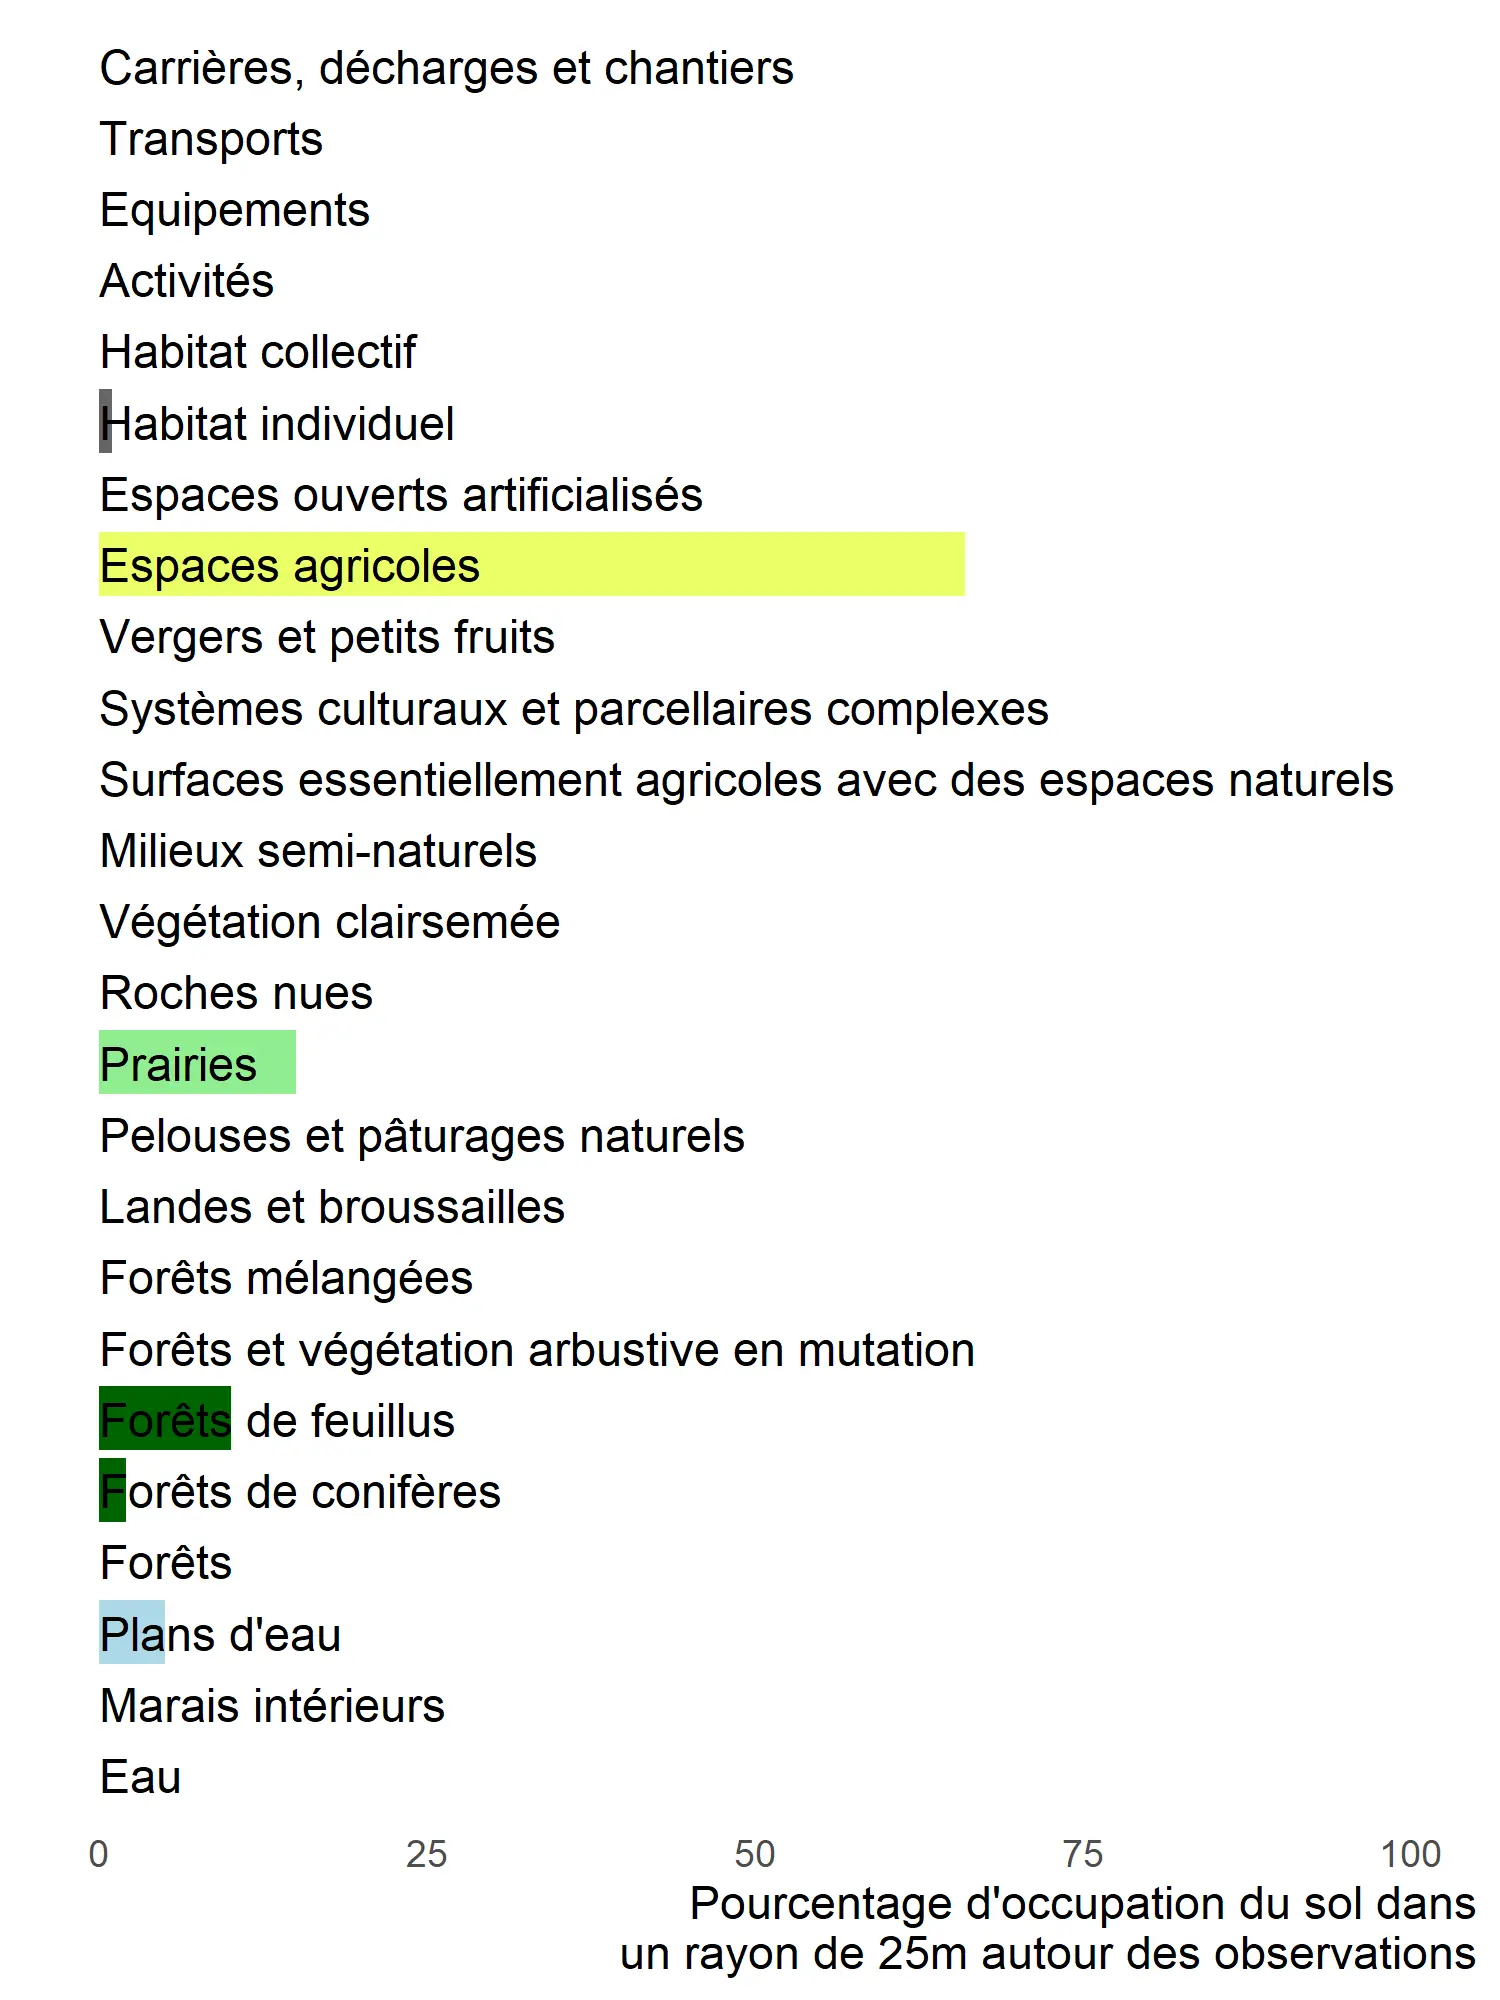 Carrières, décharges et chantiers
Transports
Equipements
Activités
Habitat collectif
Habitat individuel
Espaces ouverts artificialisés
Espaces agricoles
Vergers et petits fruits
Systèmes culturaux et parcellaires complexes
Surfaces essentiellement agricoles avec des espaces naturels
Milieux semi-naturels
Végétation clairsemée
Roches nues
Prairies
Pelouses et pâturages naturels
Landes et broussailles
Forêts mélangées
Forêts et végétation arbustive en mutation
Forêts de feuillus
Forêts de conifères
Forêts
Plans d'eau
Marais intérieurs
Eau
0 25 50 75 100
Pourcentage d'occupation du sol dans
un rayon de 25m autour des observations